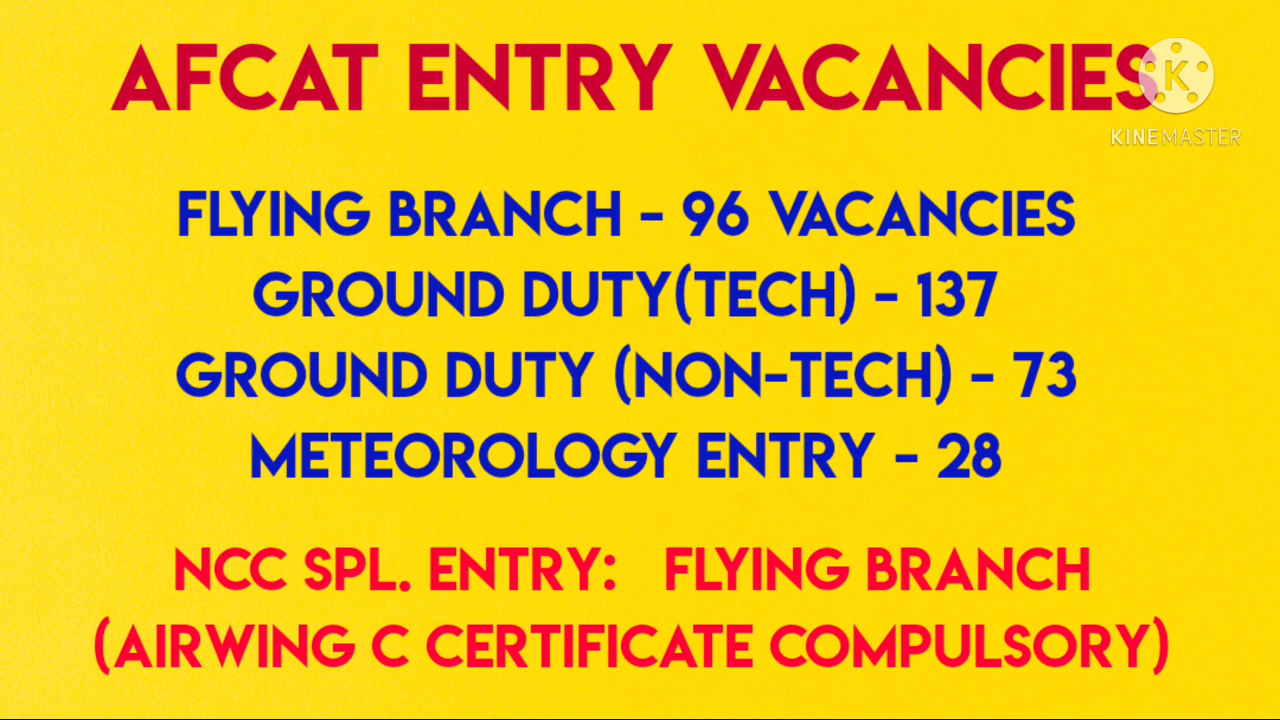 AFCAT ENTRY VACANCIES
KINEMASTER
FLYING BRANCH - 96 VACANCIES
GROUND DUTY(TECH) - 137
GROUND DUTY (NON-TECH) - 73
METEOROLOGY ENTRY - 28
NCC SPL. ENTRY: FLYING BRANCH
(AIRWING C CERTIFICATE COMPULSORY)